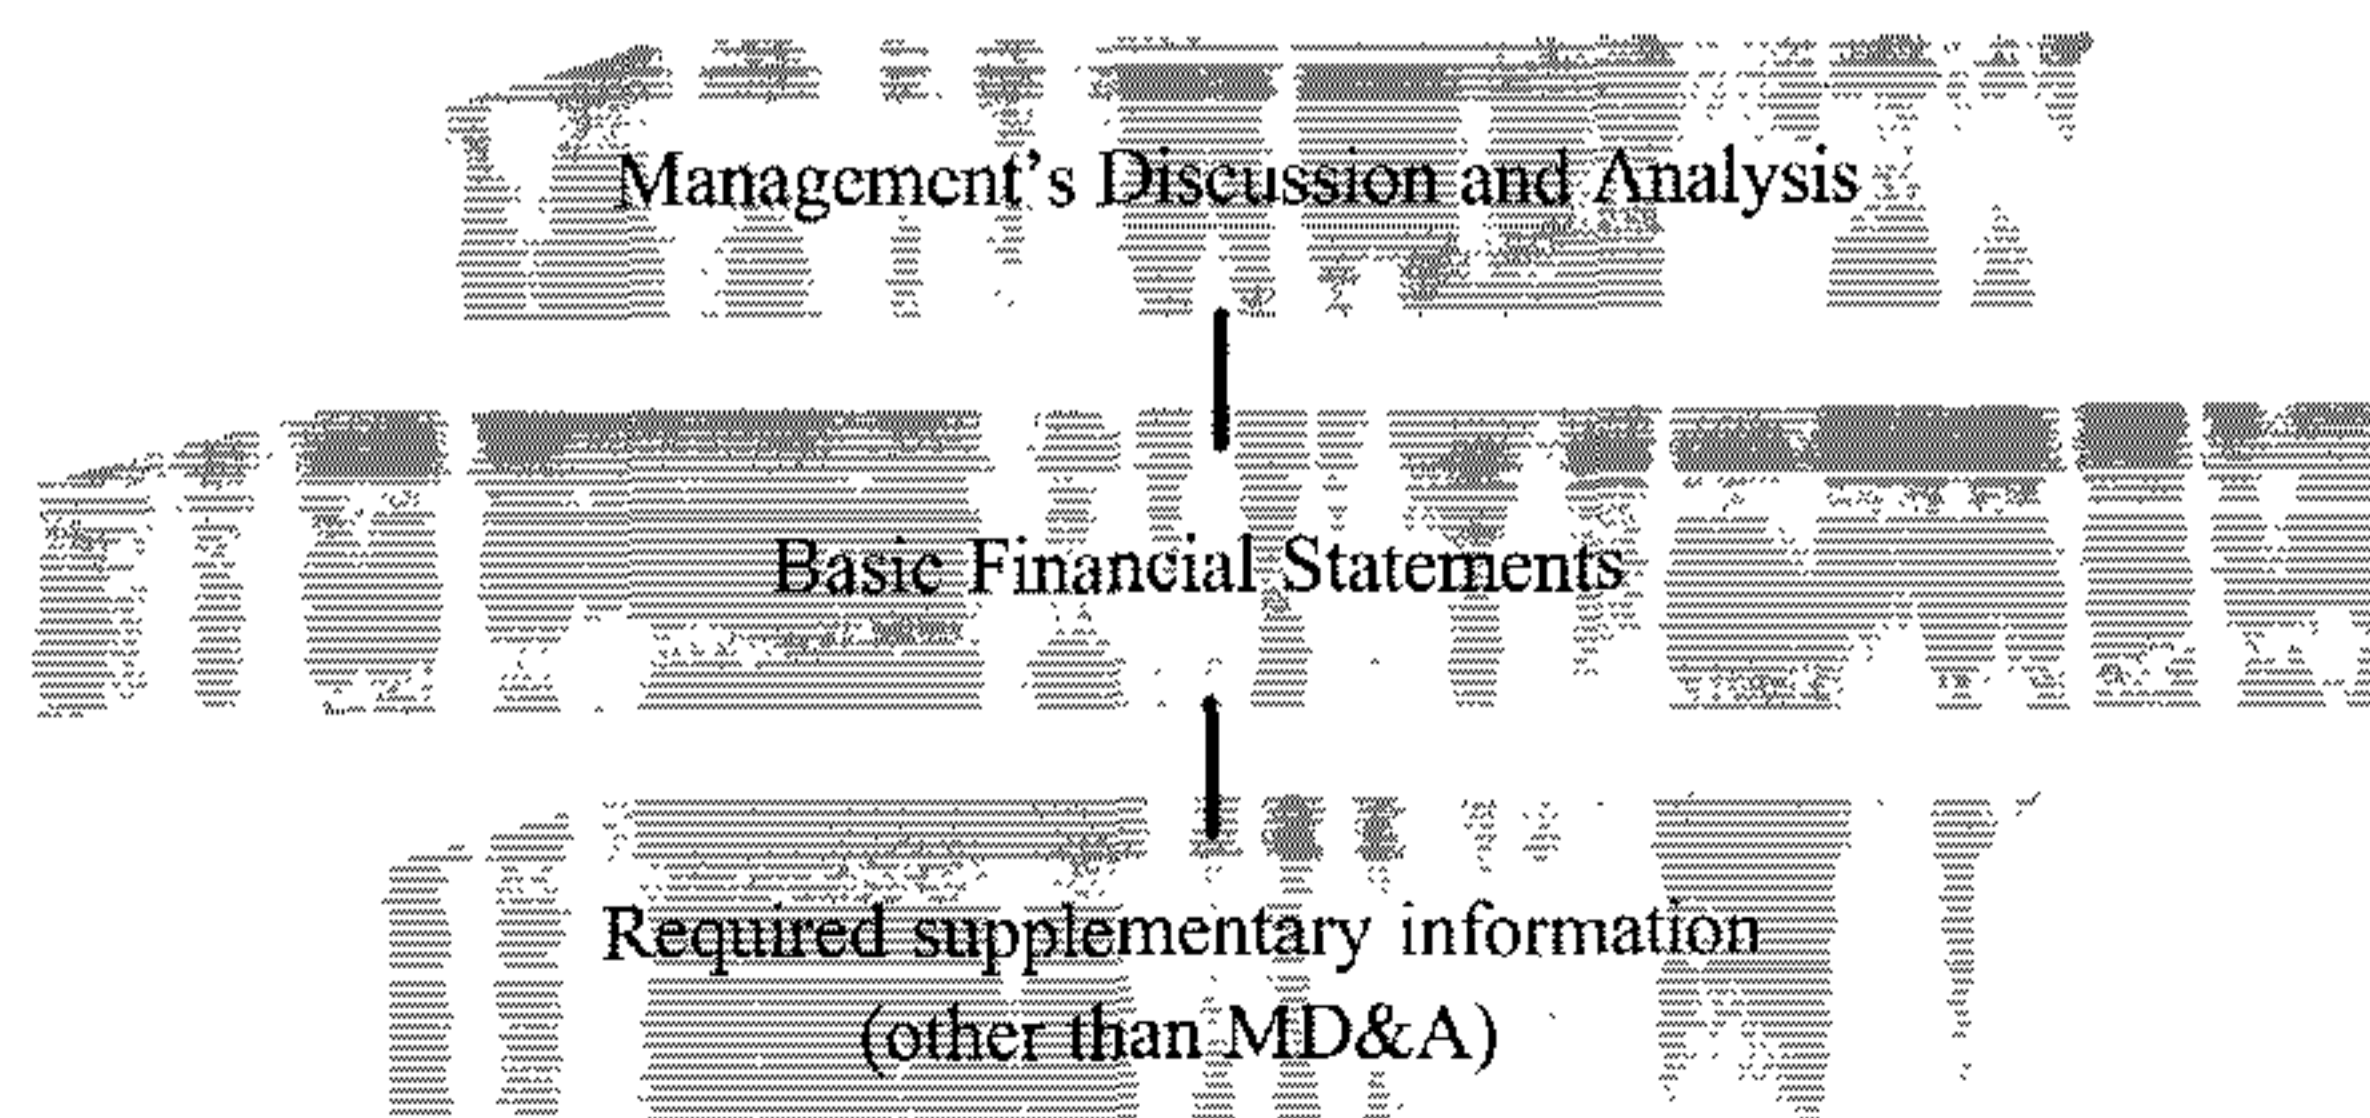 Management's Discussion and Analysis
Basic Financial Statements
Required supplementary information
(other than MD&A)